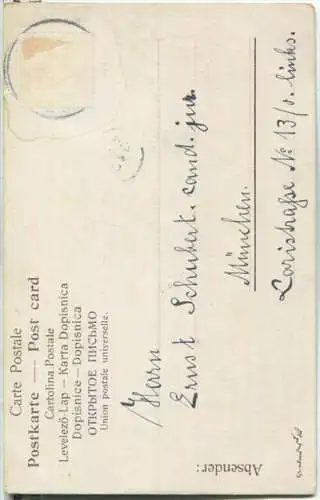 Carte Postale
Postkarte — Post card
Cartolina Postale
Levelező-Lap — Karta Dopisnica
Dopisnice — Dopisnica
ОТКРЫТОЕ ПИСЬМО
Union postale universelle.
Herrn
Ernst Schubert. cand. jur.
München.
Loristraße № 13/0. links.
Absender: